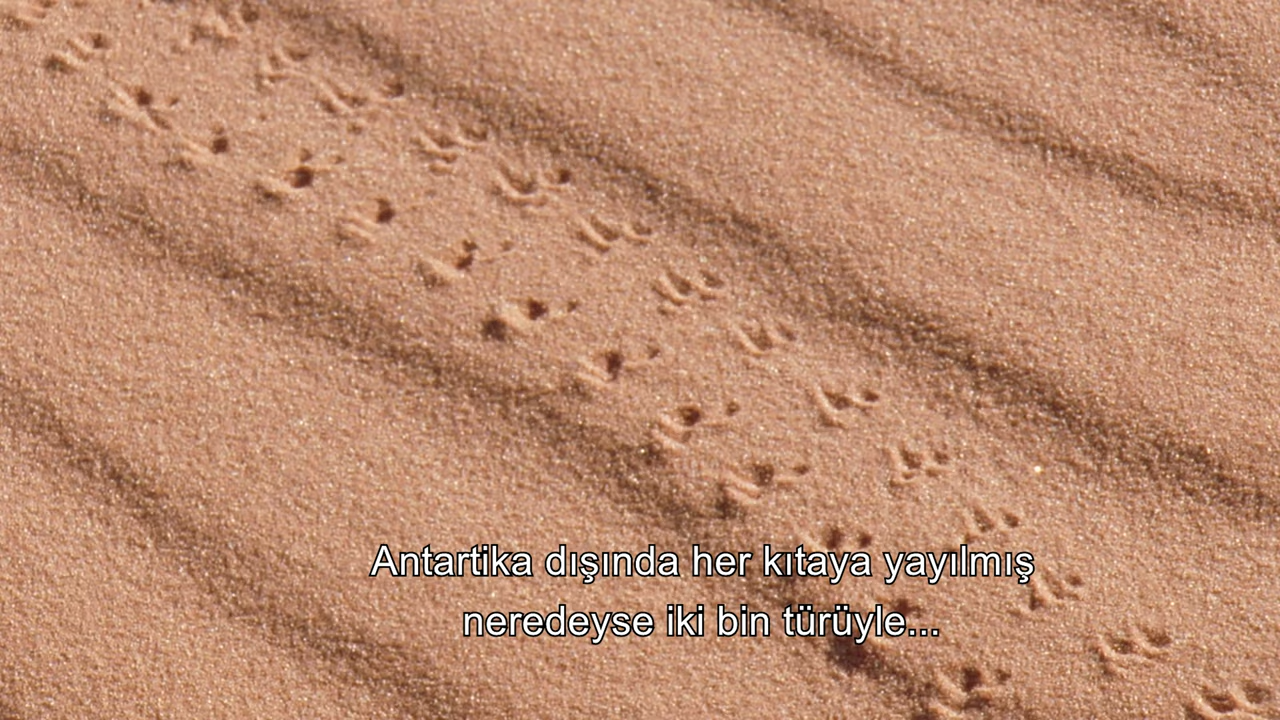 Antartika dışında her kıtaya yayılmış
neredeyse iki bin türüyle...